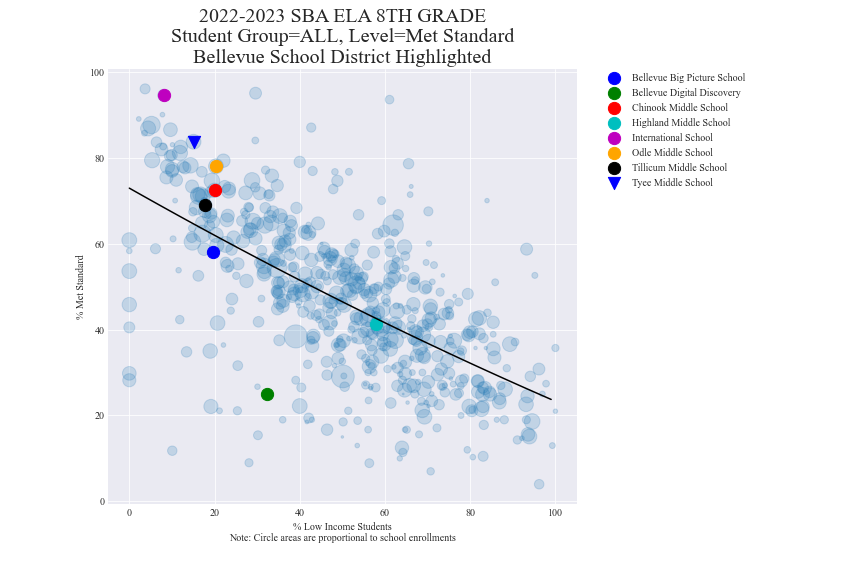 2022-2023 SBA ELA 8TH GRADE
Student Group=ALL, Level=Met Standard
Bellevue School District Highlighted
100
80
60
40
20
0
% Met Standard
0 20 40 60 80 100
% Low Income Students
Note: Circle areas are proportional to school enrollments
Bellevue Big Picture School
Bellevue Digital Discovery
Chinook Middle School
Highland Middle School
International School
Odle Middle School
Tillicum Middle School
Tyee Middle School